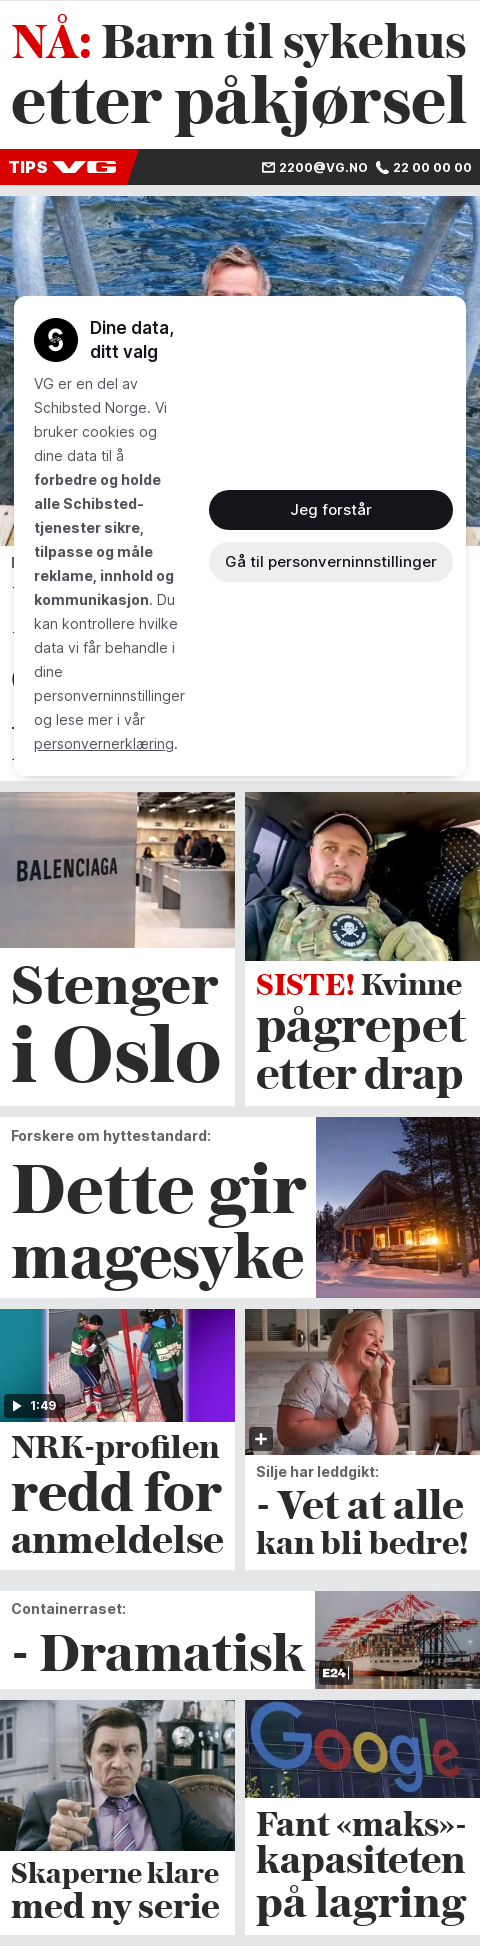 NÅ: Barn til sykehus
etter påkjørsel
TIPS VG
2200@VG.NO 22 00 00 00
Dine data,
ditt valg
VG er en del av
Schibsted Norge. Vi
bruker cookies og
dine data til å
forbedre og holde
alle Schibsted-
tjenester sikre,
tilpasse og måle
reklame, innhold og
kommunikasjon. Du
kan kontrollere hvilke
data vi får behandle i
dine
personverninnstillinger
og lese mer i vår
personvernerklæring.
Jeg forstår
Gå til personverninnstillinger
BALENCIAGA
Stenger
i Oslo
SISTE! Kvinne
pågrepet
etter drap
Forskere om hyttestandard:
Dette gir
magesyke
1:49
NRK-profilen
redd for
anmeldelse
Silje har leddgikt:
- Vet at alle
kan bli bedre!
Containerraset:
- Dramatisk
E24
Skaperne klare
med ny serie
Google
Fant «maks»-
kapasiteten
på lagring